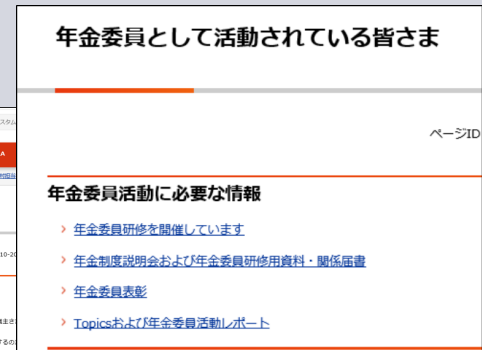 年金委員として活動されている皆さま
ページID
年金委員活動に必要な情報
年金委員研修を開催しています
年金制度説明会および年金委員研修用資料・関係届書
年金委員表彰
Topicsおよび年金委員活動レポート
スタム
A
10-20